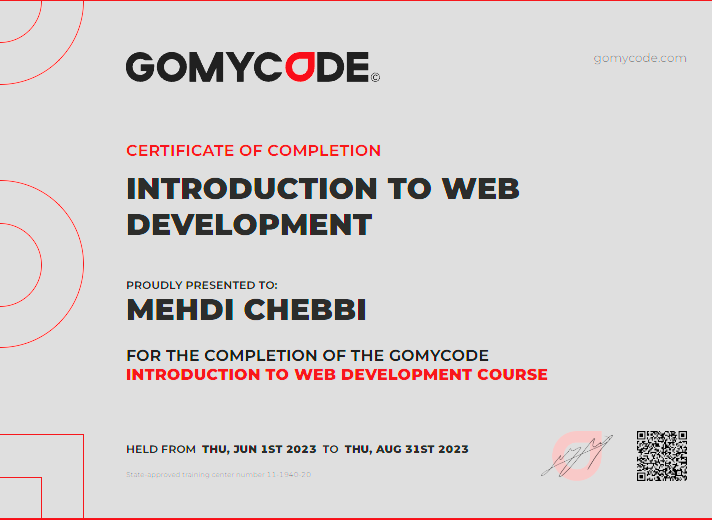 GOMYCODE©
gomycode.com
CERTIFICATE OF COMPLETION
INTRODUCTION TO WEB
DEVELOPMENT
PROUDLY PRESENTED TO:
MEHDI CHEBBI
FOR THE COMPLETION OF THE GOMYCODE
INTRODUCTION TO WEB DEVELOPMENT COURSE
HELD FROM THU, JUN 1ST 2023 TO THU, AUG 31ST 2023
State-approved training center number 11-1940-20